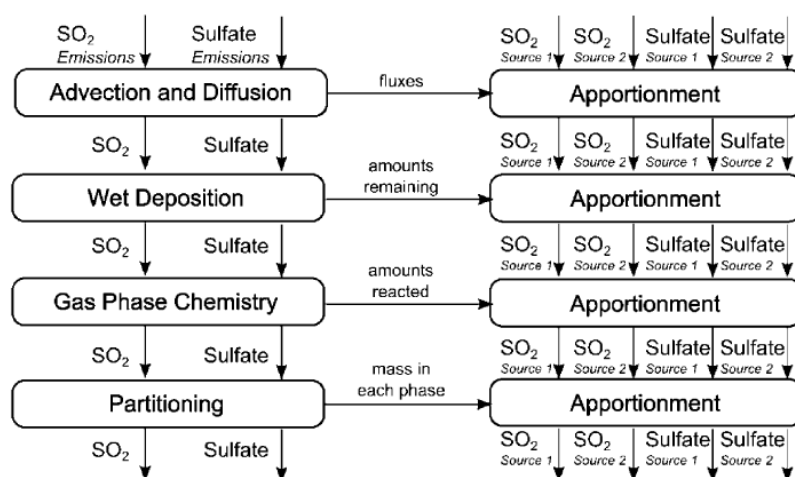 SO2 Sulfate SO2 SO2 Sulfate Sulfate
Emissions Emissions Source 1 Source 2 Source 1 Source 2
Advection and Diffusion fluxes Apportionment
SO2 Sulfate SO2 SO2 Sulfate Sulfate
Source 1 Source 2 Source 1 Source 2
Wet Deposition amounts remaining Apportionment
SO2 Sulfate SO2 SO2 Sulfate Sulfate
Source 1 Source 2 Source 1 Source 2
Gas Phase Chemistry amounts reacted Apportionment
SO2 Sulfate SO2 SO2 Sulfate Sulfate
Source 1 Source 2 Source 1 Source 2
Partitioning mass in each phase Apportionment
SO2 Sulfate SO2 SO2 Sulfate Sulfate
Source 1 Source 2 Source 1 Source 2